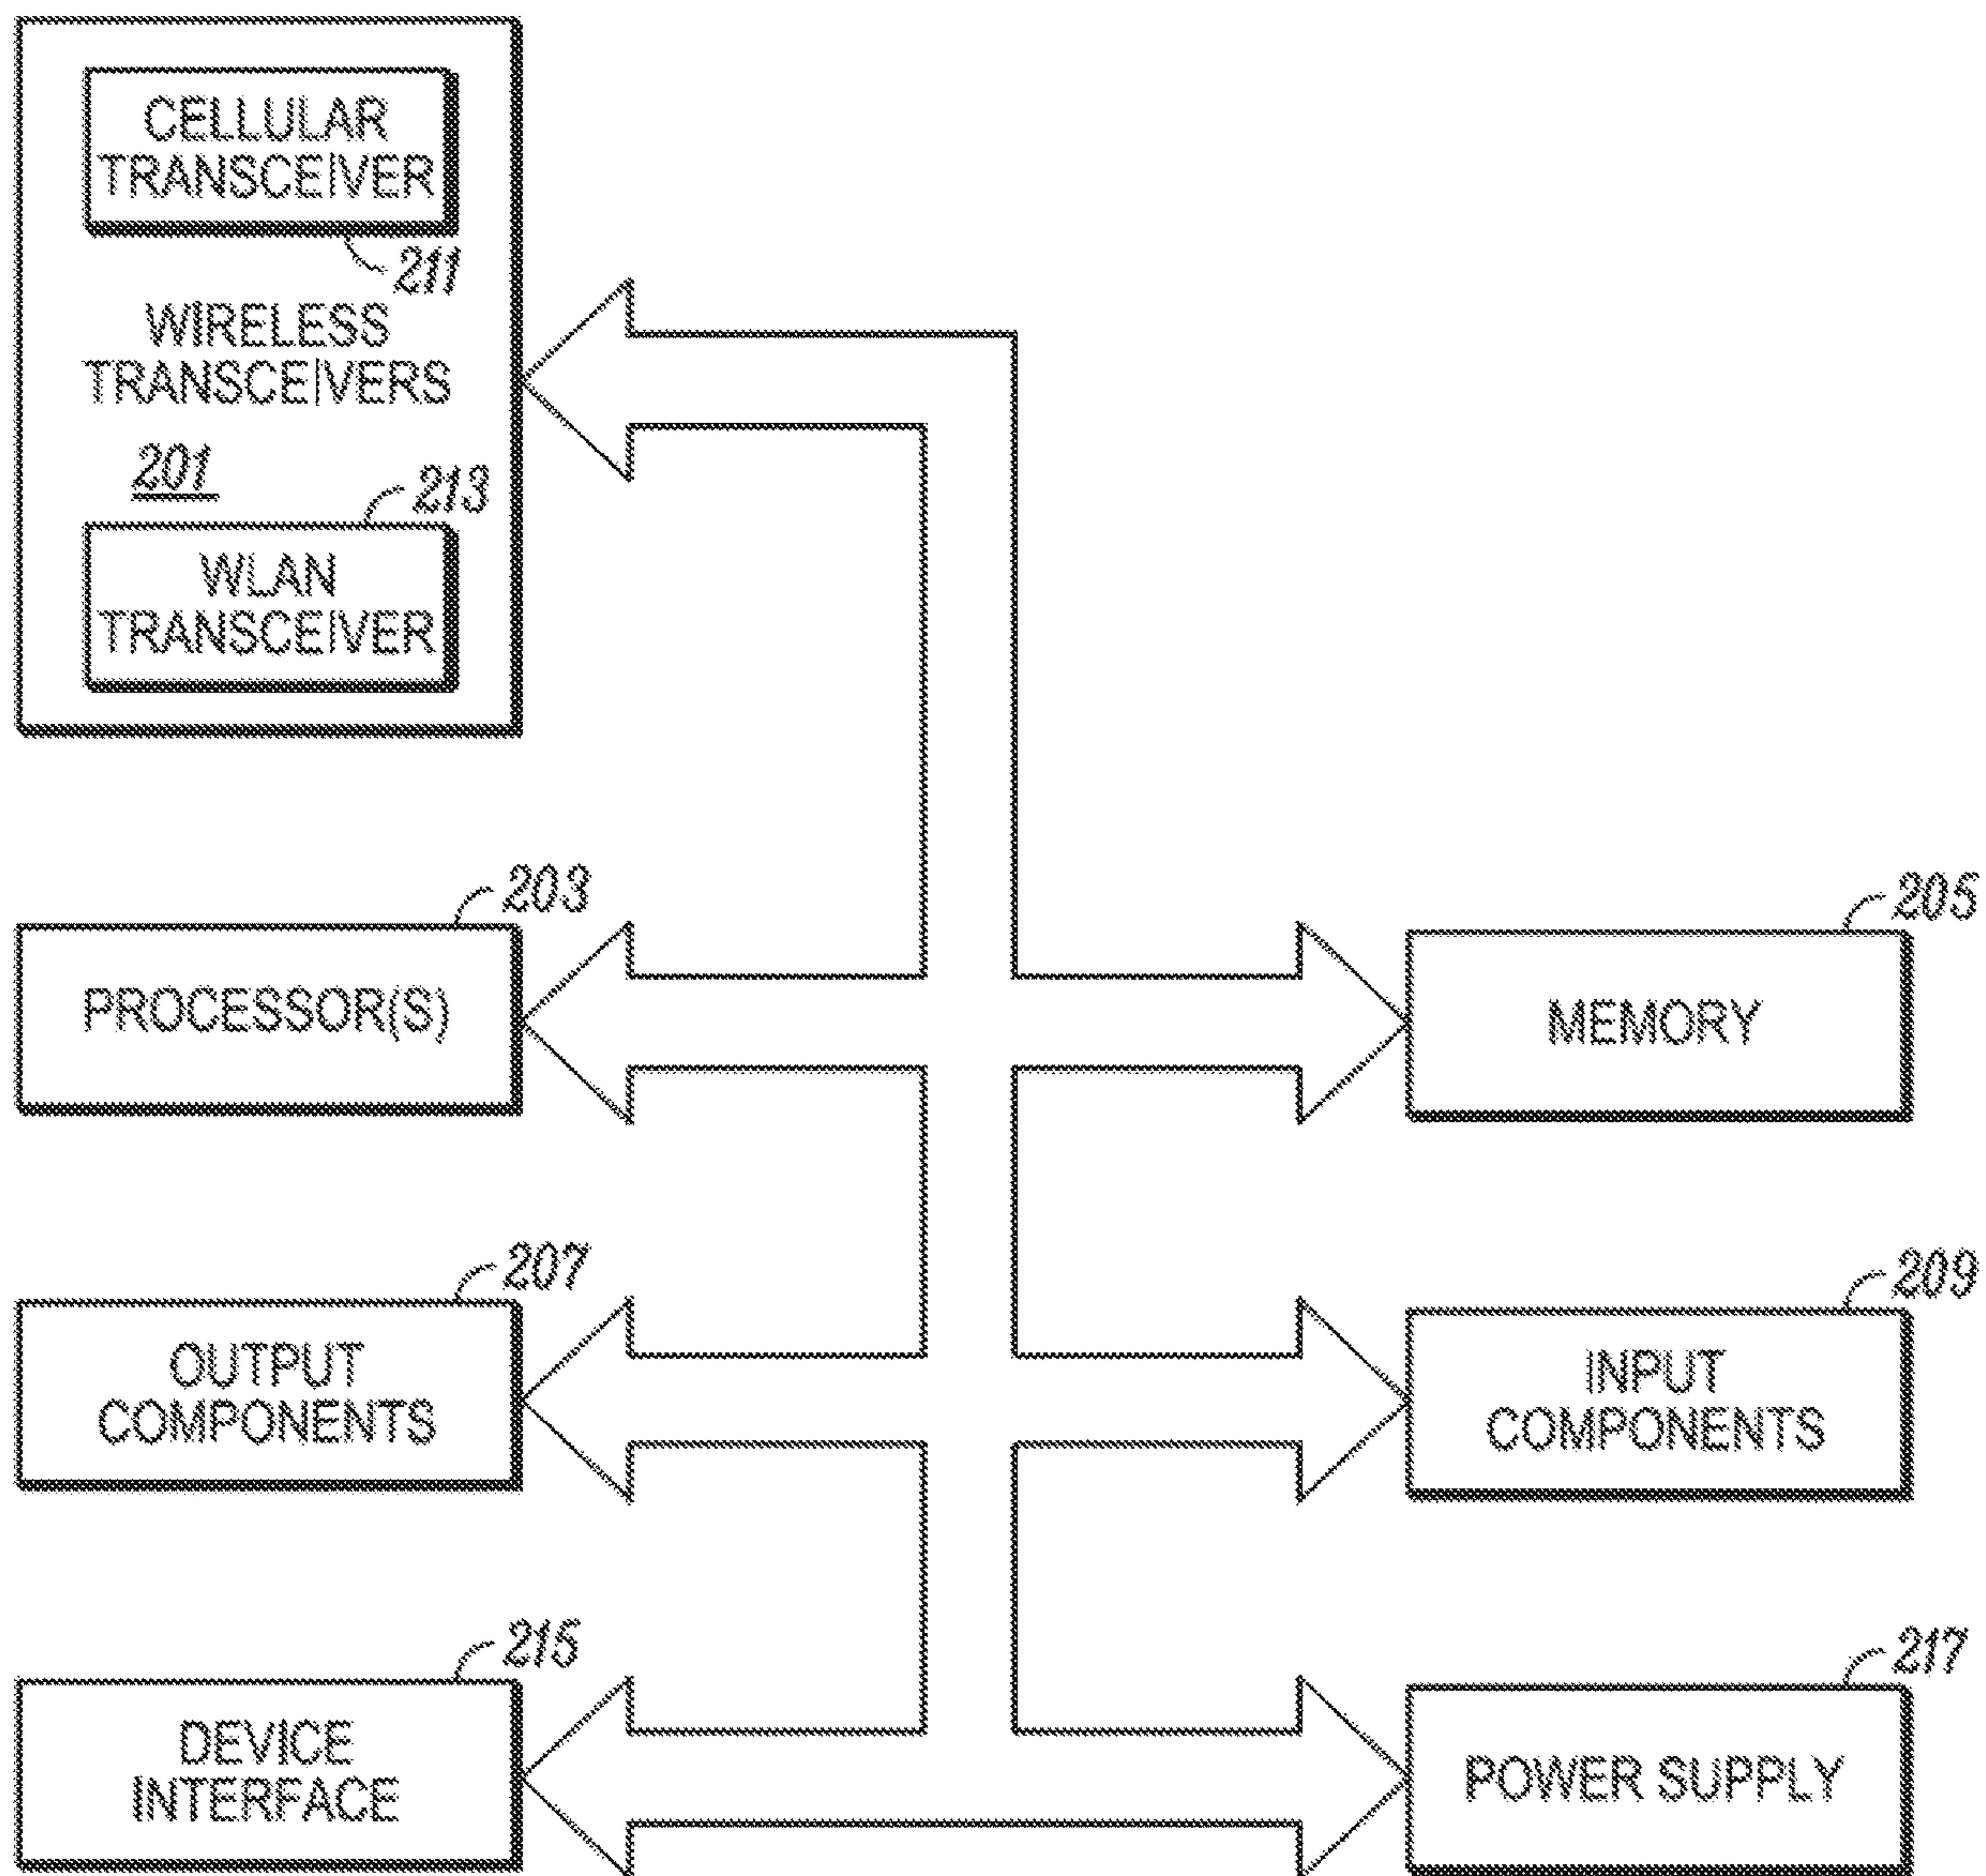 CELLULAR
TRANSCEIVER
211
WIRELESS
TRANSCEIVERS
201
213
WLAN
TRANSCEIVER
203
PROCESSOR(S)
205
MEMORY
207
OUTPUT
COMPONENTS
209
INPUT
COMPONENTS
215
DEVICE
INTERFACE
217
POWER SUPPLY